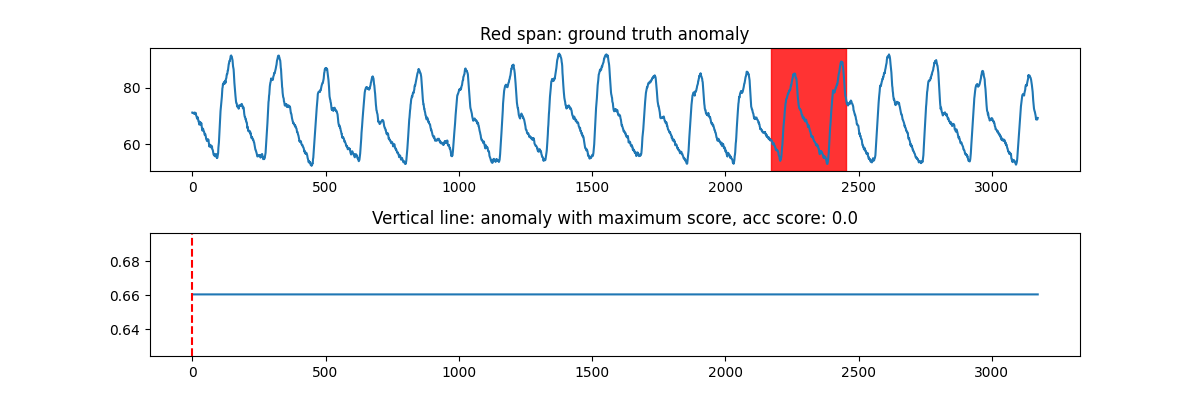 Red span: ground truth anomaly
80
60
0 500 1000 1500 2000 2500 3000
Vertical line: anomaly with maximum score, acc score: 0.0
0.68
0.66
0.64
0 500 1000 1500 2000 2500 3000